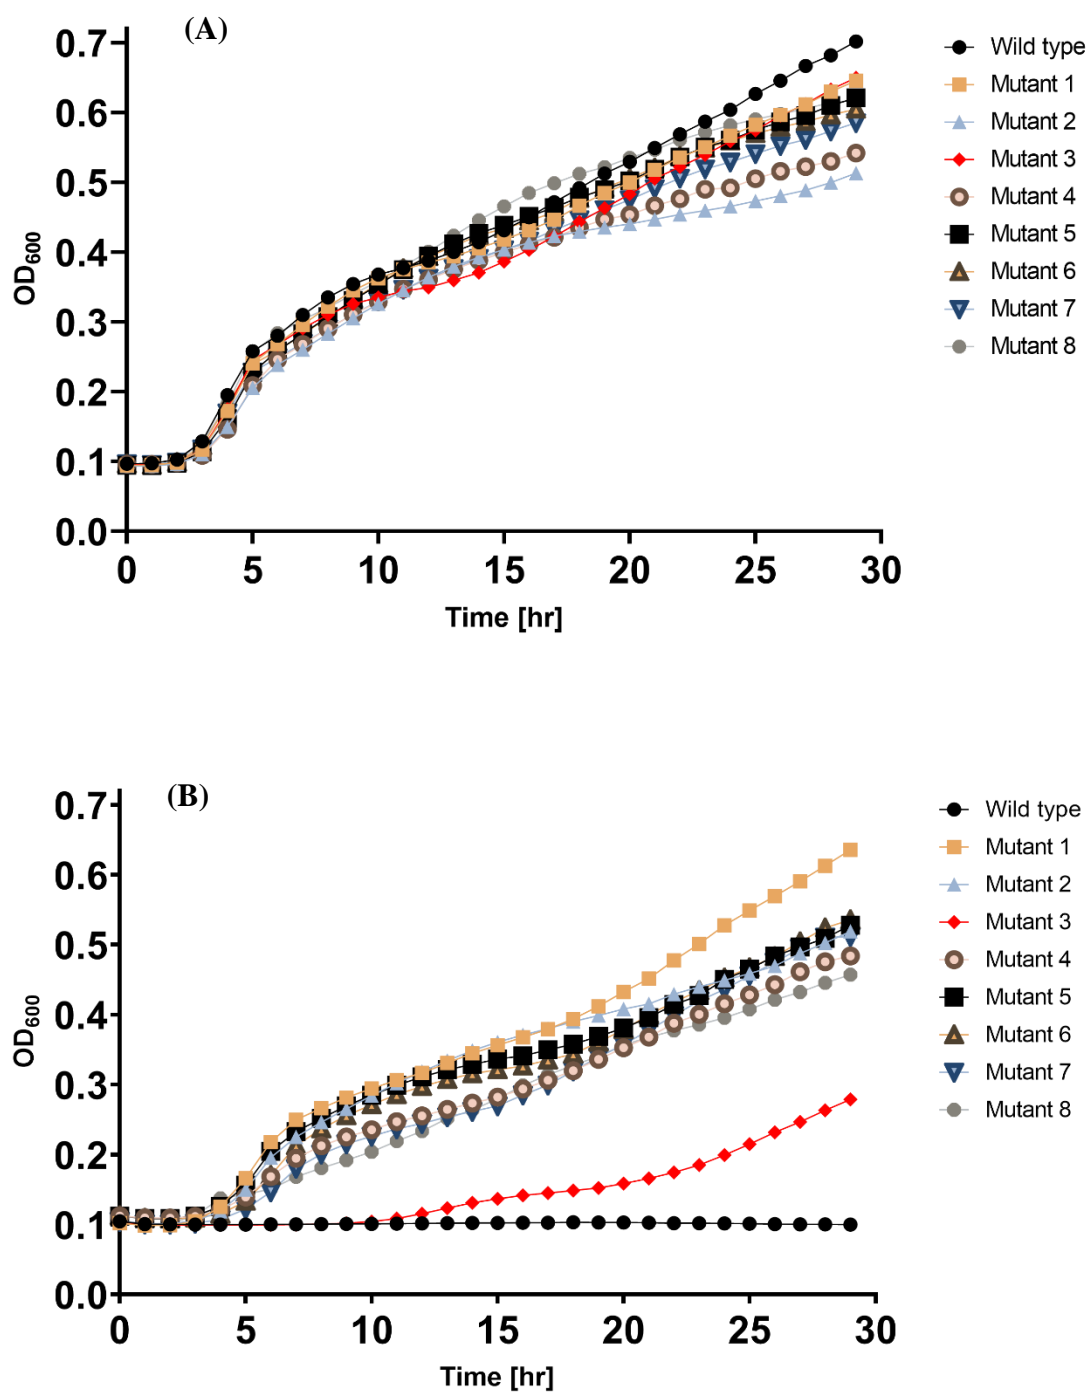 (A)
0.7
0.6
0.5
0.4
0.3
0.2
0.1
0.0
OD600
0 5 10 15 20 25 30
Time [hr]
Wild type
Mutant 1
Mutant 2
Mutant 3
Mutant 4
Mutant 5
Mutant 6
Mutant 7
Mutant 8
(B)
0.7
0.6
0.5
0.4
0.3
0.2
0.1
0.0
OD600
0 5 10 15 20 25 30
Time [hr]
Wild type
Mutant 1
Mutant 2
Mutant 3
Mutant 4
Mutant 5
Mutant 6
Mutant 7
Mutant 8